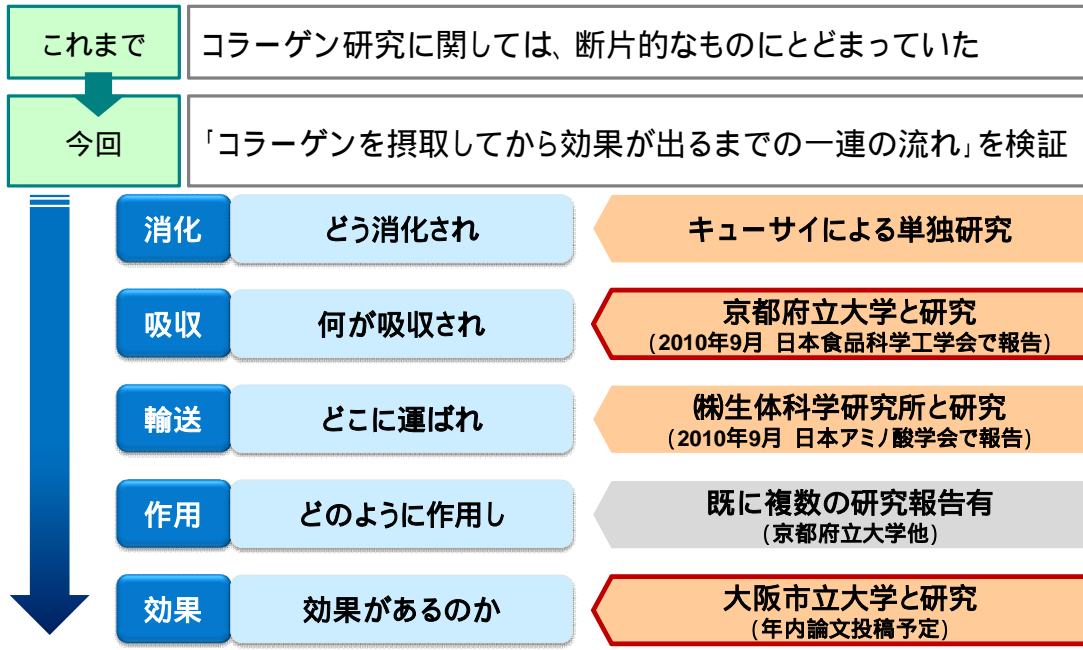 これまで
コラーゲン研究に関しては、断片的なものにとどまっていた
今回
「コラーゲンを摂取してから効果が出るまでの一連の流れ」を検証
消化
どう消化され
キューサイによる単独研究
吸収
何が吸収され
京都府立大学と研究
(2010年9月 日本食品科学工学会で報告)
輸送
どこに運ばれ
㈱生体科学研究所と研究
(2010年9月 日本アミノ酸学会で報告)
作用
どのように作用し
既に複数の研究報告有
(京都府立大学他)
効果
効果があるのか
大阪市立大学と研究
(年内論文投稿予定)